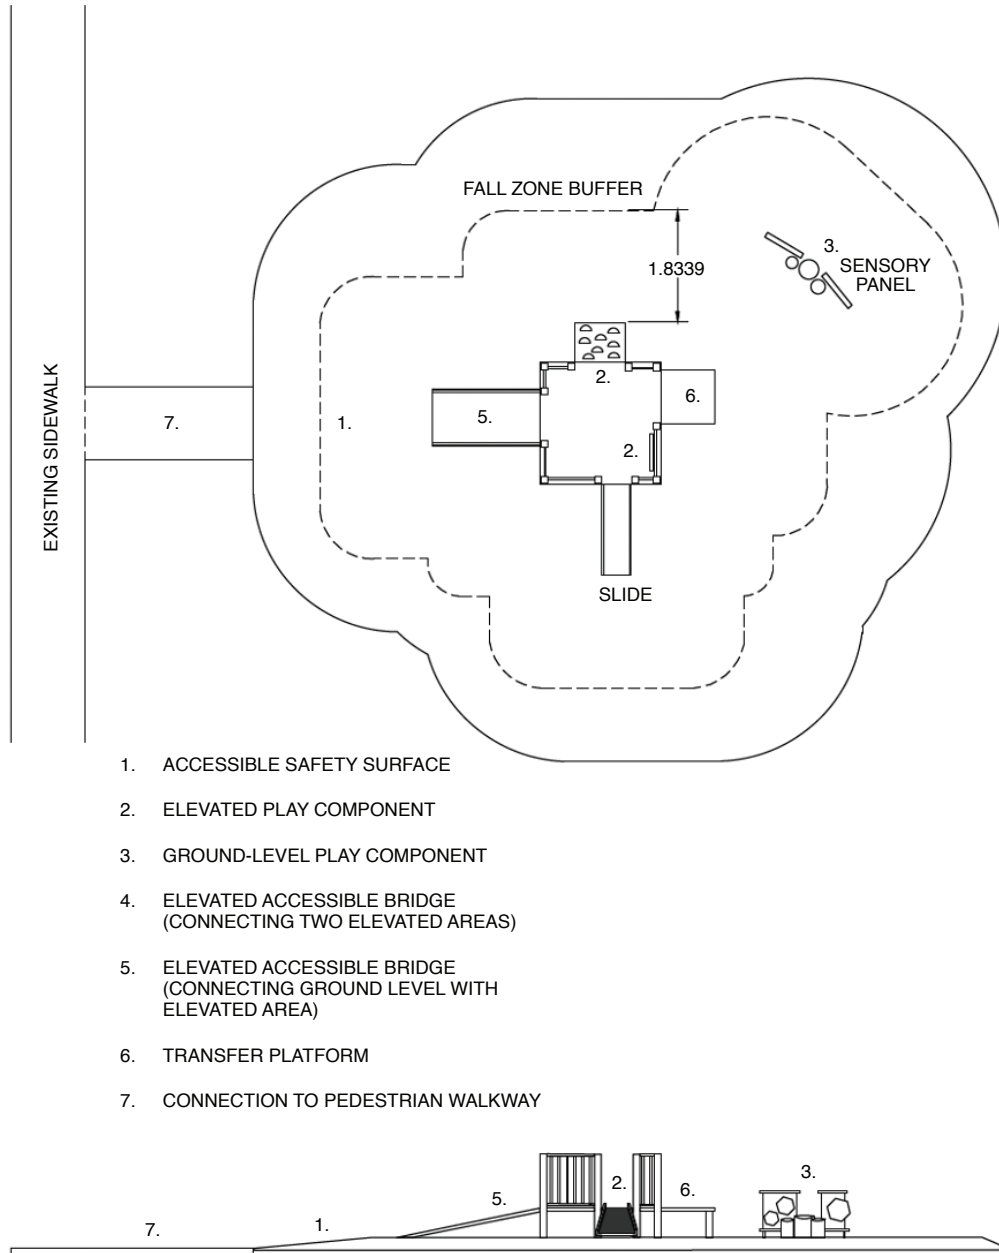 FALL ZONE BUFFER
1.8339
3.
SENSORY
PANEL
EXISTING SIDEWALK
2.
6.
7.
1.
5.
2.
SLIDE
1. ACCESSIBLE SAFETY SURFACE
2. ELEVATED PLAY COMPONENT
3. GROUND-LEVEL PLAY COMPONENT
4. ELEVATED ACCESSIBLE BRIDGE
(CONNECTING TWO ELEVATED AREAS)
5. ELEVATED ACCESSIBLE BRIDGE
(CONNECTING GROUND LEVEL WITH
ELEVATED AREA)
6. TRANSFER PLATFORM
7. CONNECTION TO PEDESTRIAN WALKWAY
3.
2.
6.
5.
1.
7.